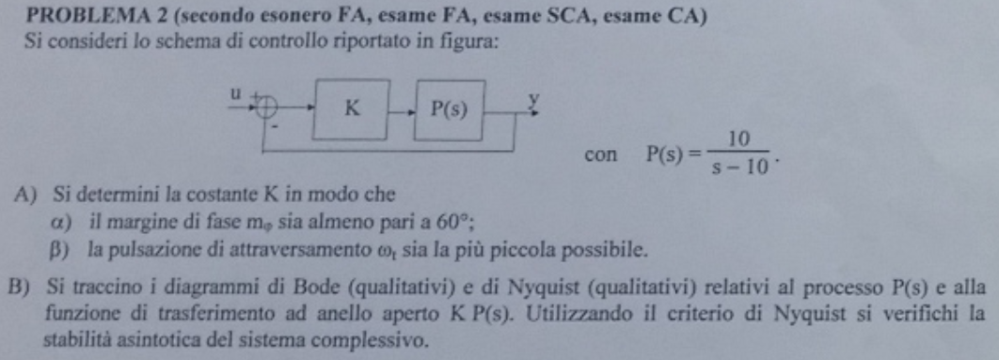 PROBLEMA 2 (secondo esonero FA, esame FA, esame SCA, esame CA)
Si consideri lo schema di controllo riportato in figura:
u + - K P(s) y
con P(s) = 10 / (s − 10) .
A) Si determini la costante K in modo che
α) il margine di fase mφ sia almeno pari a 60°;
β) la pulsazione di attraversamento ωt sia la più piccola possibile.
B) Si traccino i diagrammi di Bode (qualitativi) e di Nyquist (qualitativi) relativi al processo P(s) e alla
funzione di trasferimento ad anello aperto K P(s). Utilizzando il criterio di Nyquist si verifichi la
stabilità asintotica del sistema complessivo.